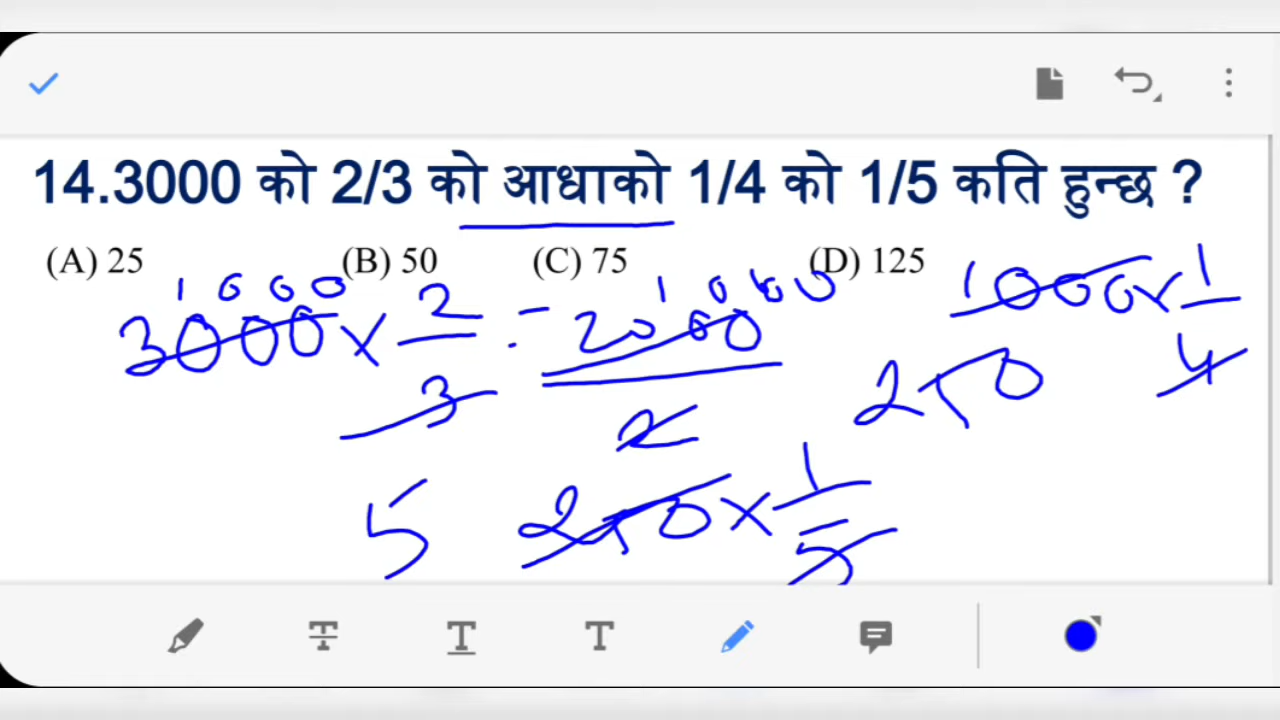 14.3000 को 2/3 को आधाको 1/4 को 1/5 कति हुन्छ ?
(A) 25 (B) 50 (C) 75 (D) 125
1000 1000
3000 × 2/3 = 2000/2 1000 × 1/4
250
5 250 × 1/5